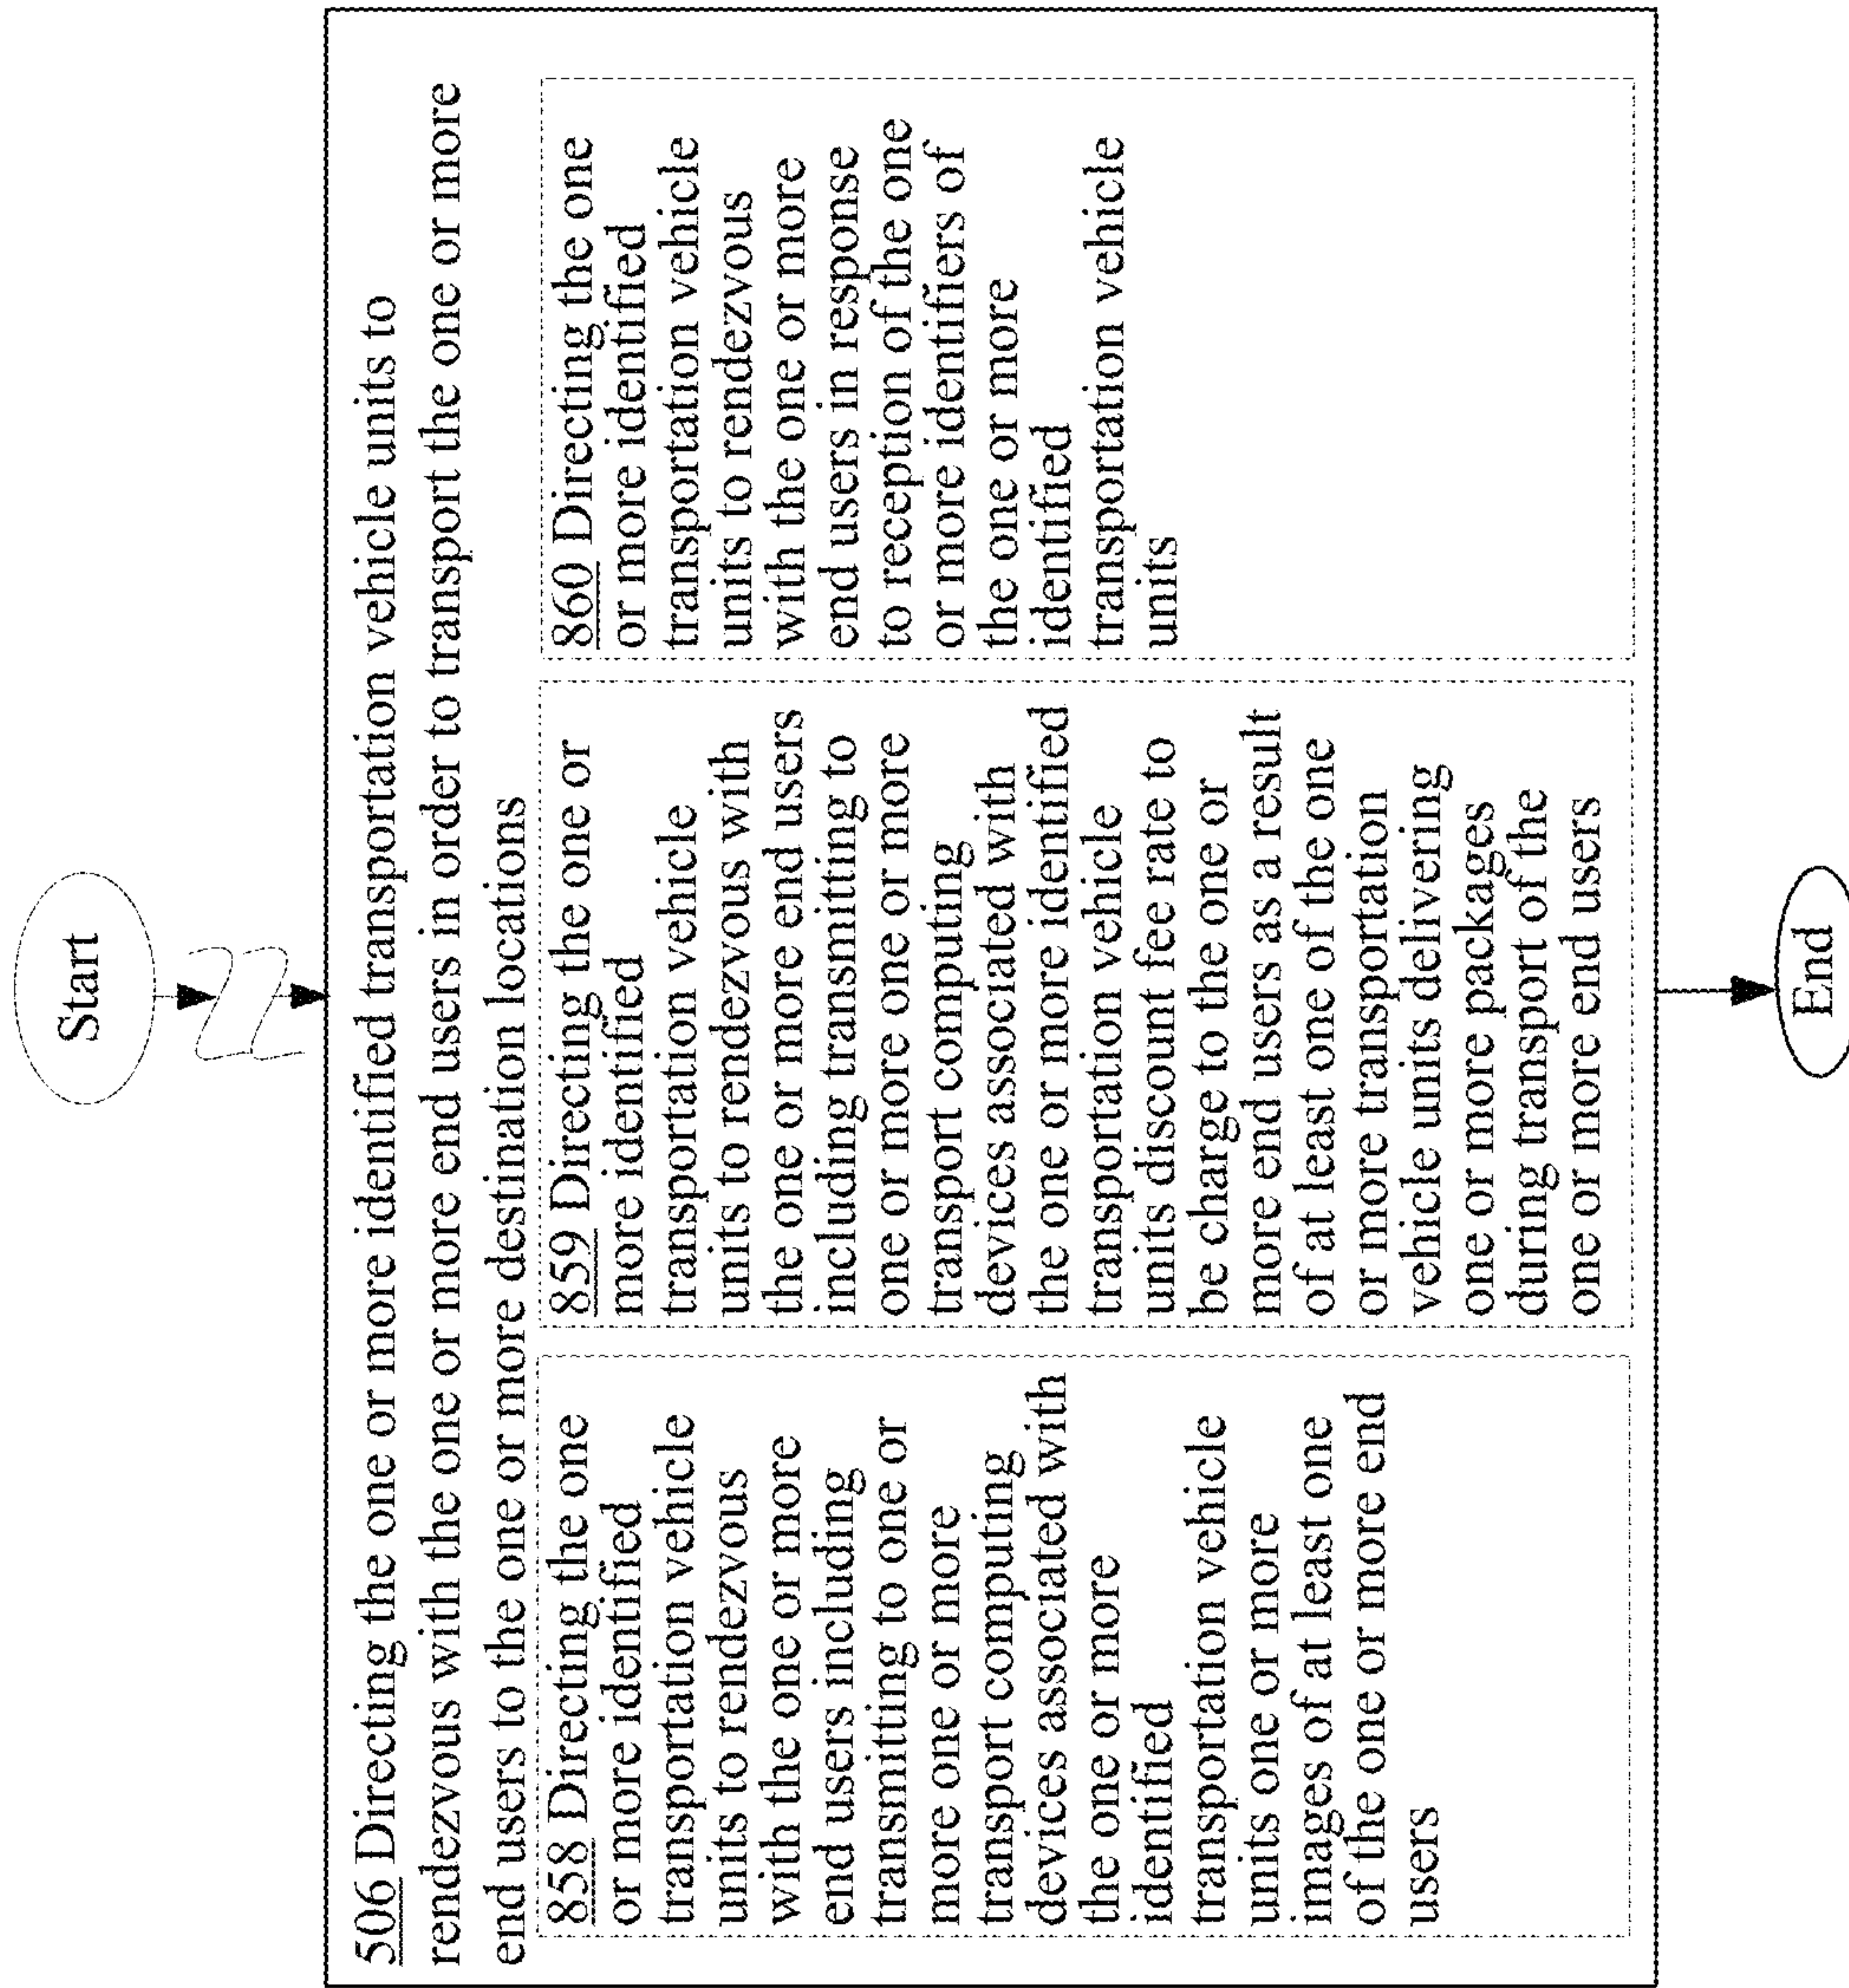 Start
506 Directing the one or more identified transportation vehicle units to
rendezvous with the one or more end users in order to transport the one or more
end users to the one or more destination locations
858 Directing the one
or more identified
transportation vehicle
units to rendezvous
with the one or more
end users including
transmitting to one or
more one or more
transport computing
devices associated with
the one or more
identified
transportation vehicle
units one or more
images of at least one
of the one or more end
users
859 Directing the one or
more identified
transportation vehicle
units to rendezvous with
the one or more end users
including transmitting to
one or more one or more
transport computing
devices associated with
the one or more identified
transportation vehicle
units discount fee rate to
be charge to the one or
more end users as a result
of at least one of the one
or more transportation
vehicle units delivering
one or more packages
during transport of the
one or more end users
860 Directing the one
or more identified
transportation vehicle
units to rendezvous
with the one or more
end users in response
to reception of the one
or more identifiers of
the one or more
identified
transportation vehicle
units
End